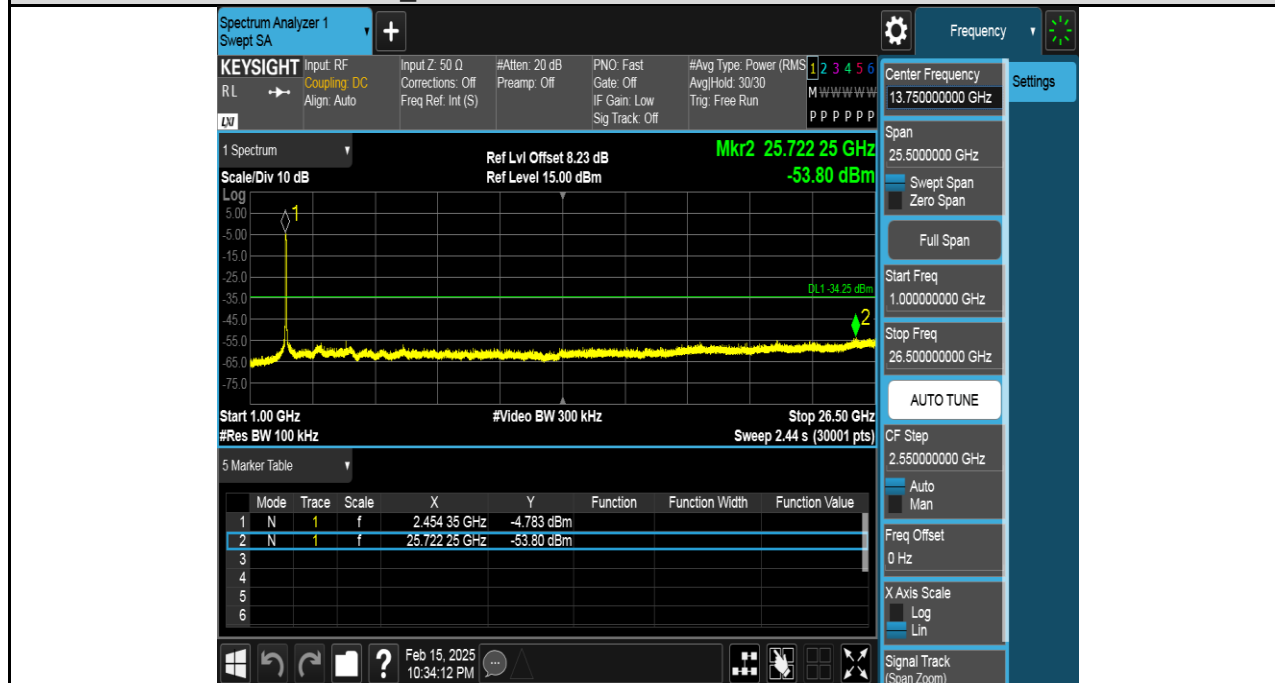 Spectrum Analyzer 1
Swept SA
+
Frequency
KEYSIGHT
RL
LXI
Input: RF
Coupling: DC
Align: Auto
Input Z: 50 Ω
Corrections: Off
Freq Ref: Int (S)
#Atten: 20 dB
Preamp: Off
PNO: Fast
Gate: Off
IF Gain: Low
Sig Track: Off
#Avg Type: Power (RMS
Avg|Hold: 30/30
Trig: Free Run
1 2 3 4 5 6
M W W W W W
P P P P P P
Center Frequency
13.750000000 GHz
Settings
1 Spectrum
Scale/Div 10 dB
Ref Lvl Offset 8.23 dB
Ref Level 15.00 dBm
Mkr2 25.722 25 GHz
-53.80 dBm
Log
5.00
-5.00
-15.0
-25.0
-35.0
-45.0
-55.0
-65.0
-75.0
1
DL1 -34.25 dBm
2
Start 1.00 GHz
#Res BW 100 kHz
#Video BW 300 kHz
Stop 26.50 GHz
Sweep 2.44 s (30001 pts)
Span
25.5000000 GHz
Swept Span
Zero Span
Full Span
Start Freq
1.000000000 GHz
Stop Freq
26.500000000 GHz
AUTO TUNE
CF Step
2.550000000 GHz
Auto
Man
Freq Offset
0 Hz
X Axis Scale
Log
Lin
Signal Track
(Span Zoom)
5 Marker Table
Mode Trace Scale X Y Function Function Width Function Value
1 N 1 f 2.454 35 GHz -4.783 dBm
2 N 1 f 25.722 25 GHz -53.80 dBm
3
4
5
6
?
Feb 15, 2025
10:34:12 PM